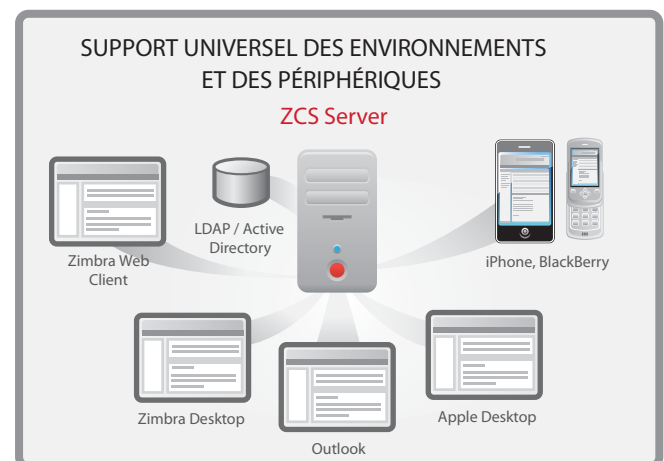 SUPPORT UNIVERSEL DES ENVIRONNEMENTS
ET DES PÉRIPHÉRIQUES
ZCS Server
LDAP / Active
Directory
Zimbra Web
Client
iPhone, BlackBerry
Zimbra Desktop
Outlook
Apple Desktop